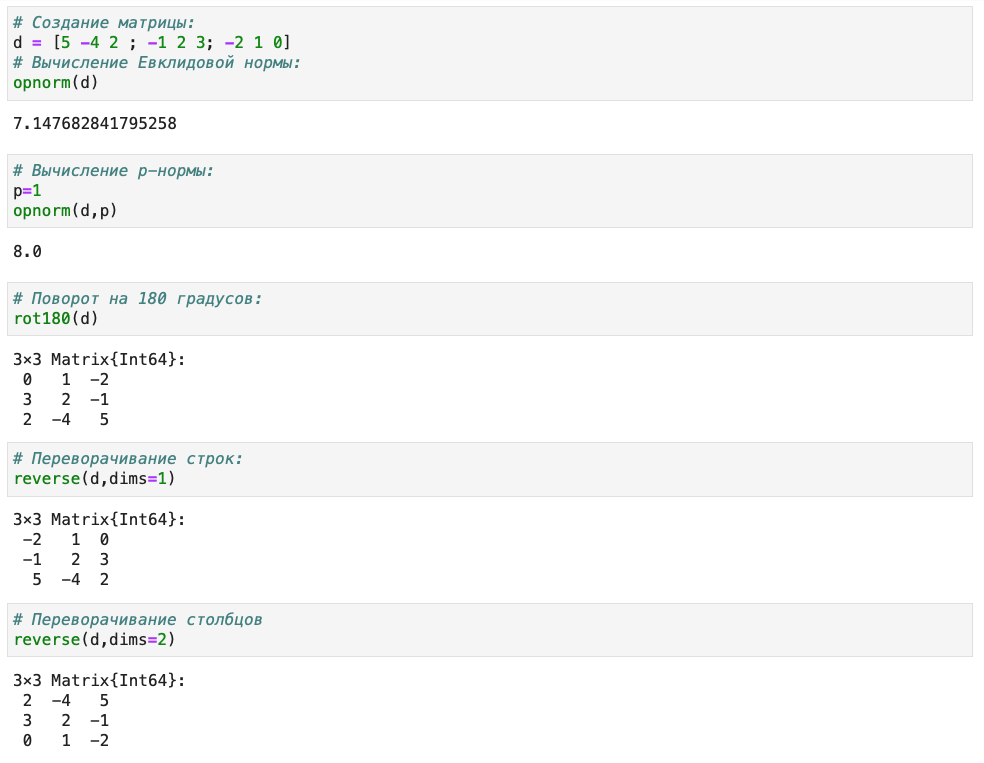 # Создание матрицы:
d = [5 -4 2 ; -1 2 3; -2 1 0]
# Вычисление Евклидовой нормы:
opnorm(d)
7.147682841795258
# Вычисление p-нормы:
p=1
opnorm(d,p)
8.0
# Поворот на 180 градусов:
rot180(d)
3×3 Matrix{Int64}:
 0   1  -2
 3   2  -1
 2  -4   5
# Переворачивание строк:
reverse(d,dims=1)
3×3 Matrix{Int64}:
 -2   1  0
 -1   2  3
  5  -4  2
# Переворачивание столбцов
reverse(d,dims=2)
3×3 Matrix{Int64}:
 2  -4   5
 3   2  -1
 0   1  -2